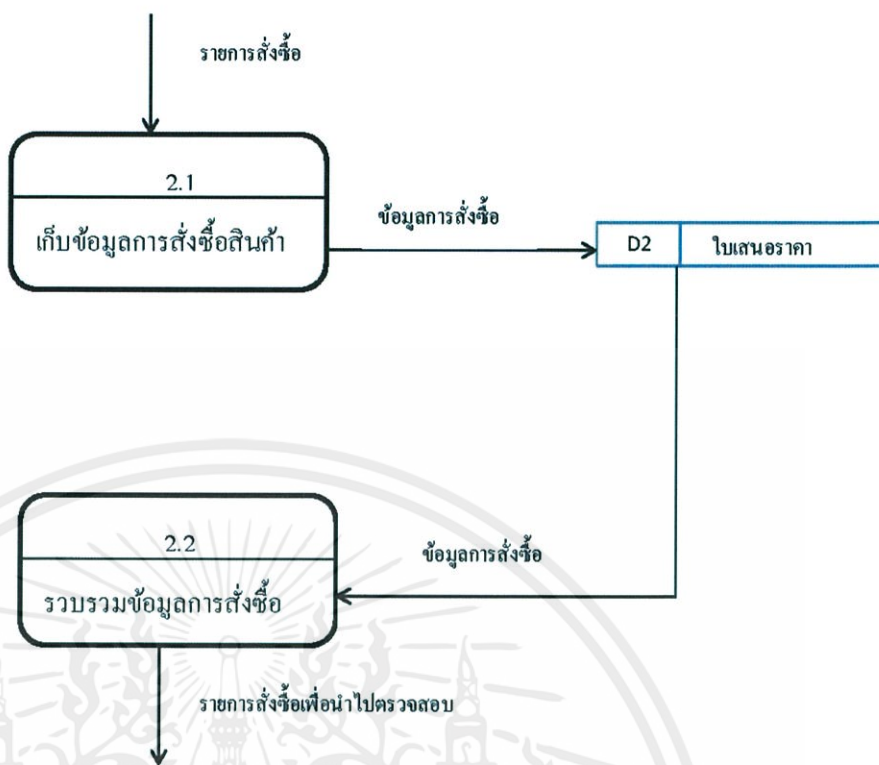 รายการสั่งซื้อ
2.1
เก็บข้อมูลการสั่งซื้อสินค้า
ข้อมูลการสั่งซื้อ
D2 ใบเสนอราคา
2.2
รวบรวมข้อมูลการสั่งซื้อ
ข้อมูลการสั่งซื้อ
รายการสั่งซื้อเพื่อนำไปตรวจสอบ